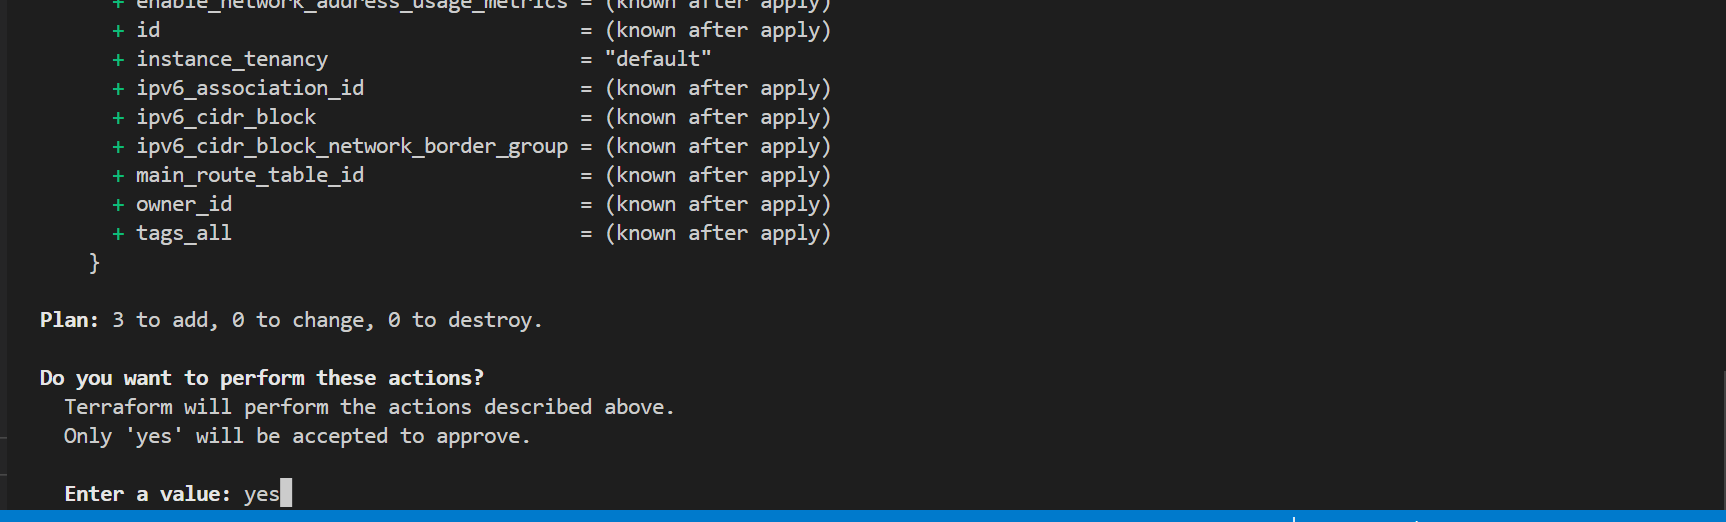 + enable_network_address_usage_metrics = (known after apply)
+ id = (known after apply)
+ instance_tenancy = "default"
+ ipv6_association_id = (known after apply)
+ ipv6_cidr_block = (known after apply)
+ ipv6_cidr_block_network_border_group = (known after apply)
+ main_route_table_id = (known after apply)
+ owner_id = (known after apply)
+ tags_all = (known after apply)
}
Plan: 3 to add, 0 to change, 0 to destroy.
Do you want to perform these actions?
Terraform will perform the actions described above.
Only 'yes' will be accepted to approve.
Enter a value: yes